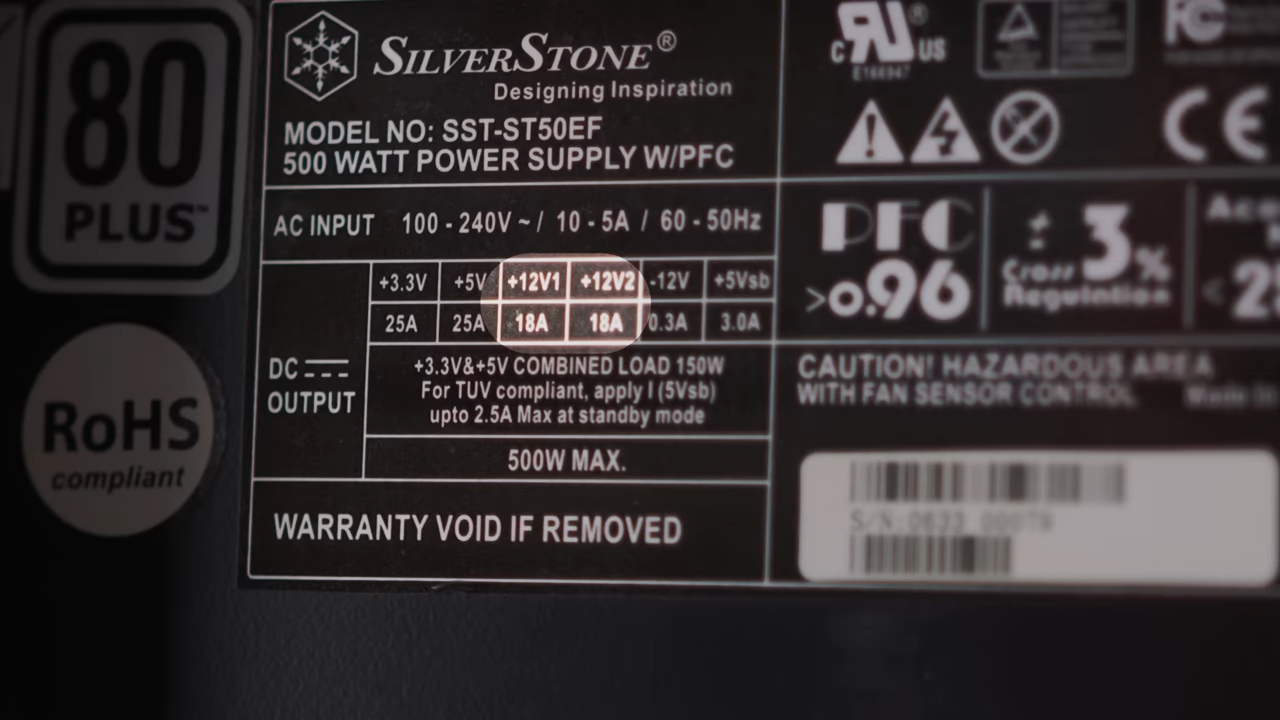 80
PLUS™
RoHS
compliant
SILVERSTONE®
Designing Inspiration
MODEL NO: SST-ST50EF
500 WATT POWER SUPPLY W/PFC
AC INPUT 100 - 240V ~ / 10 - 5A / 60 - 50Hz
DC OUTPUT
+3.3V +5V +12V1 +12V2 -12V +5Vsb
25A 25A 18A 18A 0.3A 3.0A
+3.3V&+5V COMBINED LOAD 150W
For TUV compliant, apply I (5Vsb)
upto 2.5A Max at standby mode
500W MAX.
WARRANTY VOID IF REMOVED
C RU® US
FC
CE
PFC
>0.96
± 3%
Cross
Regulation
CAUTION! HAZARDOUS AREA
WITH FAN SENSOR CONTROL